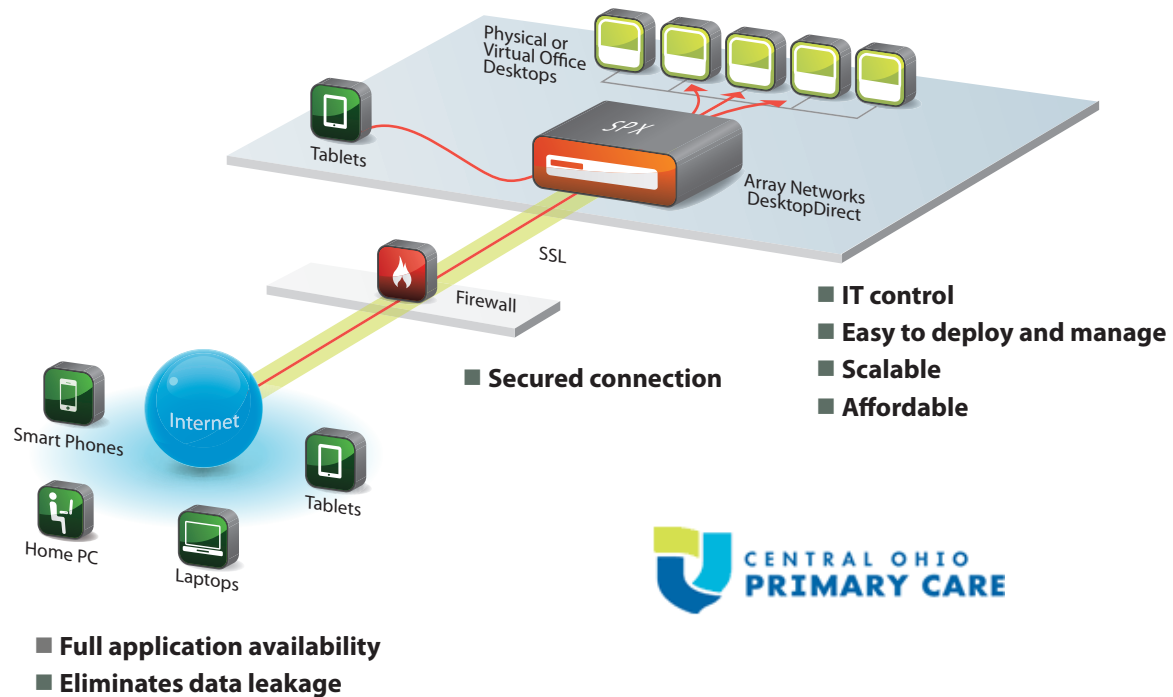 Physical or
Virtual Office
Desktops
SPX
Tablets
Array Networks
DesktopDirect
SSL
Firewall
■ IT control
■ Easy to deploy and manage
■ Scalable
■ Affordable
■ Secured connection
Internet
Smart Phones
Tablets
Home PC
Laptops
CENTRAL OHIO
PRIMARY CARE
■ Full application availability
■ Eliminates data leakage